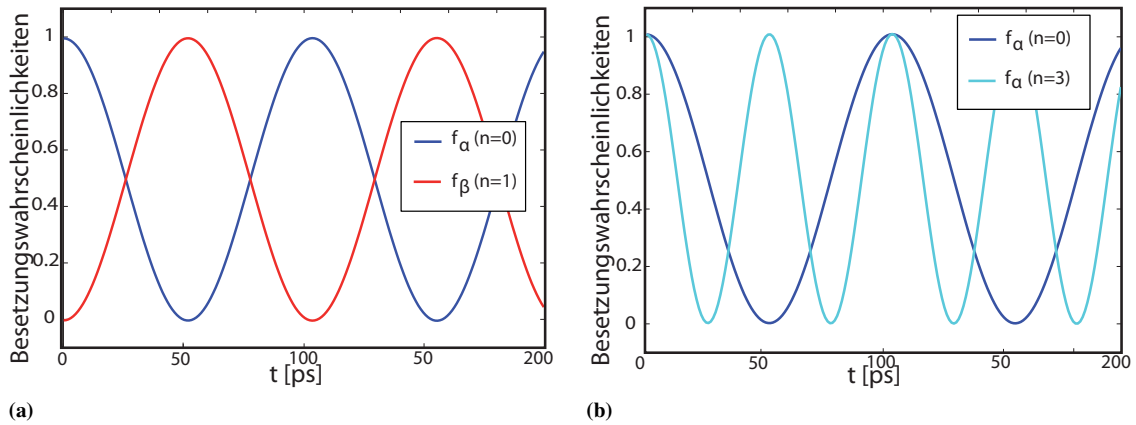 Besetzungswahrscheinlichkeiten
1
0.8
0.6
0.4
0.2
0
0 50 100 50 200
t [ps]
fα (n=0)
fβ (n=1)
(a)
Besetzungswahrscheinlichkeiten
1
0.8
0.6
0.4
0.2
0
0 50 100 50 200
t [ps]
fα (n=0)
fα (n=3)
(b)